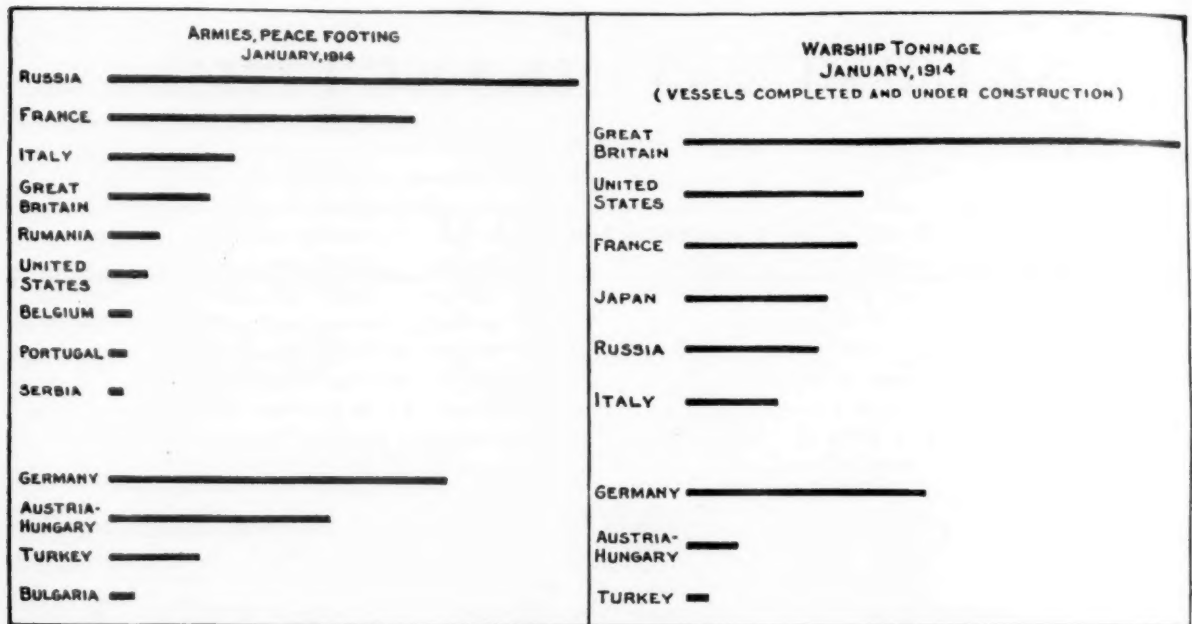 ARMIES, PEACE FOOTING
JANUARY, 1914
RUSSIA
FRANCE
ITALY
GREAT
BRITAIN
RUMANIA
UNITED
STATES
BELGIUM
PORTUGAL
SERBIA
GERMANY
AUSTRIA-
HUNGARY
TURKEY
BULGARIA
WARSHIP TONNAGE
JANUARY, 1914
(VESSELS COMPLETED AND UNDER CONSTRUCTION)
GREAT
BRITAIN
UNITED
STATES
FRANCE
JAPAN
RUSSIA
ITALY
GERMANY
AUSTRIA-
HUNGARY
TURKEY